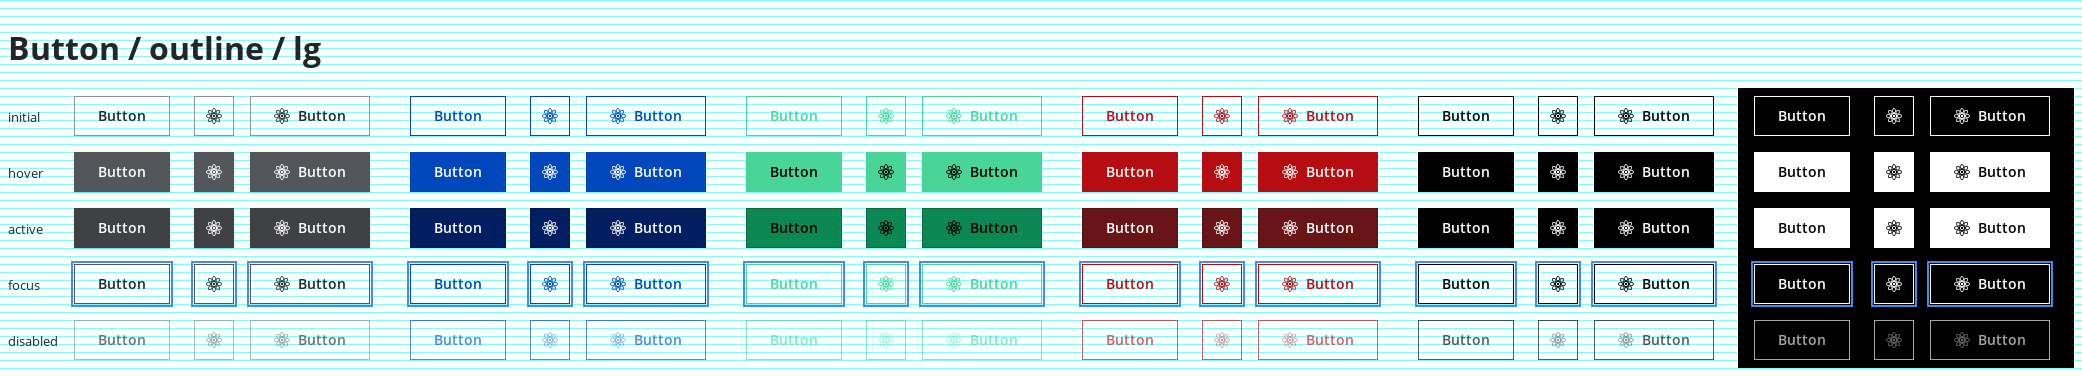 Button / outline / lg
initial Button Button Button Button Button Button Button Button Button Button Button Button
hover Button Button Button Button Button Button Button Button Button Button Button Button
active Button Button Button Button Button Button Button Button Button Button Button Button
focus Button Button Button Button Button Button Button Button Button Button Button Button
disabled Button Button Button Button Button Button Button Button Button Button Button Button